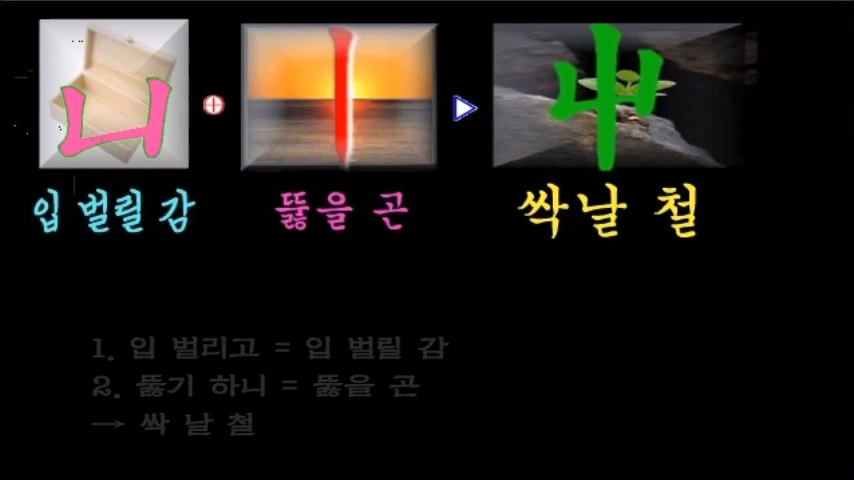 凵 丨 屮
입 벌릴 감 뚫을 곤 싹날 철
1. 입 벌리고 = 입 벌릴 감
2. 뚫기 하니 = 뚫을 곤
→ 싹 날 철